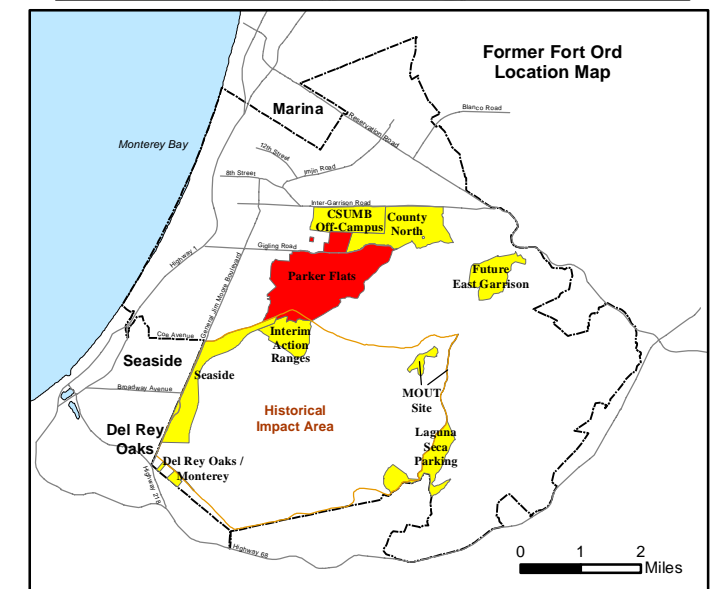 Former Fort Ord
Location Map
Marina
Blanco Road
Reservation Road
Monterey Bay
12th Street
Imjin Road
8th Street
Inter-Garrison Road
CSUMB
Off-Campus
County
North
Gigling Road
Highway 1
General Jim Moore Boulevard
Parker Flats
Future
East Garrison
Coe Avenue
Interim
Action
Ranges
Seaside
Seaside
Broadway Avenue
MOUT
Site
Historical
Impact Area
Del Rey
Oaks
Laguna
Seca
Parking
Del Rey Oaks /
Monterey
Highway 218
Highway 68
0 1 2
Miles